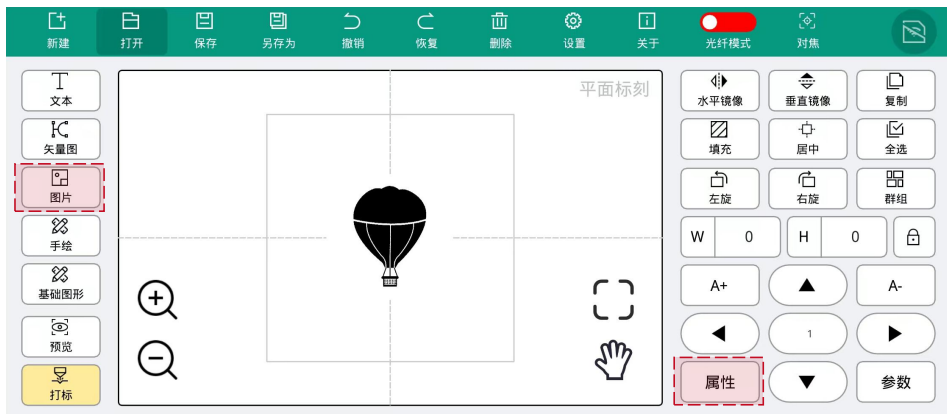 新建
打开
保存
另存为
撤销
恢复
删除
设置
关于
光纤模式
对焦
文本
矢量图
图片
手绘
基础图形
预览
打标
平面标刻
水平镜像
垂直镜像
复制
填充
居中
全选
左旋
右旋
群组
W 0
H 0
A+
A-
1
属性
参数